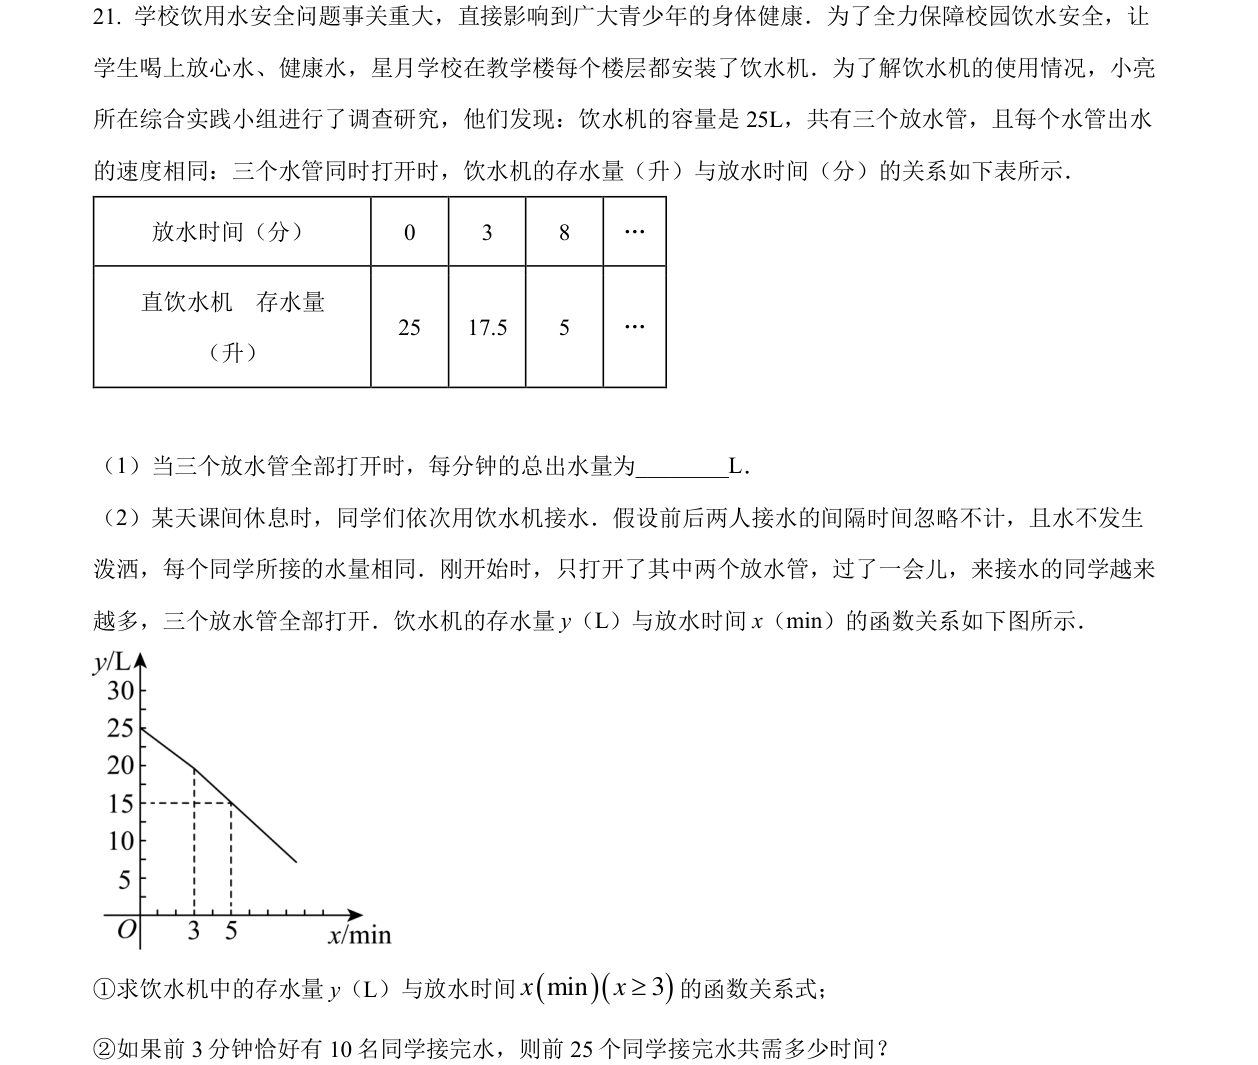 21. 学校饮用水安全问题事关重大，直接影响到广大青少年的身体健康．为了全力保障校园饮水安全，让
学生喝上放心水、健康水，星月学校在教学楼每个楼层都安装了饮水机．为了解饮水机的使用情况，小亮
所在综合实践小组进行了调查研究，他们发现：饮水机的容量是 25L，共有三个放水管，且每个水管出水
的速度相同：三个水管同时打开时，饮水机的存水量（升）与放水时间（分）的关系如下表所示．
放水时间（分） 0 3 8 …
直饮水机　存水量
（升） 25 17.5 5 …
（1）当三个放水管全部打开时，每分钟的总出水量为________L．
（2）某天课间休息时，同学们依次用饮水机接水．假设前后两人接水的间隔时间忽略不计，且水不发生
泼洒，每个同学所接的水量相同．刚开始时，只打开了其中两个放水管，过了一会儿，来接水的同学越来
越多，三个放水管全部打开．饮水机的存水量 y（L）与放水时间 x（min）的函数关系如下图所示．
y/L
30
25
20
15
10
5
O 3 5 x/min
①求饮水机中的存水量 y（L）与放水时间 x(min)(x≥3) 的函数关系式；
②如果前 3 分钟恰好有 10 名同学接完水，则前 25 个同学接完水共需多少时间？